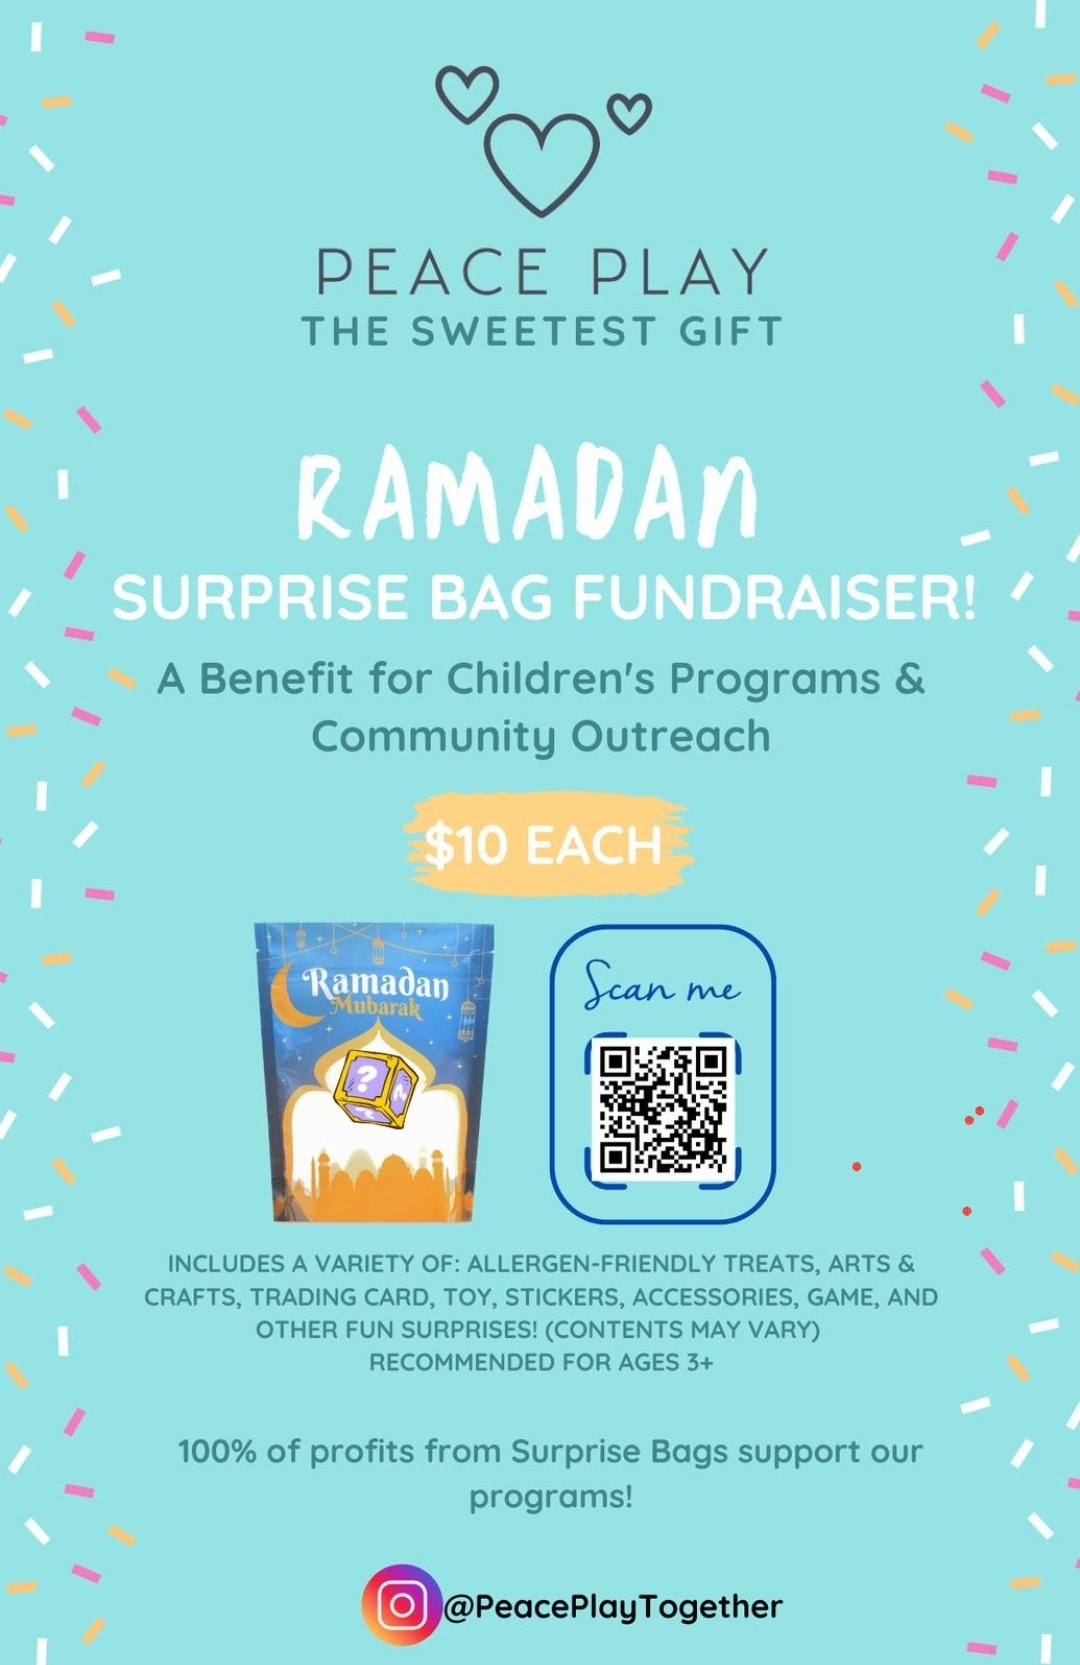 PEACE PLAY
THE SWEETEST GIFT
RAMADAN
SURPRISE BAG FUNDRAISER!
A Benefit for Children's Programs &
Community Outreach
$10 EACH
Ramadan
Mubarak
?
Scan me
INCLUDES A VARIETY OF: ALLERGEN-FRIENDLY TREATS, ARTS &
CRAFTS, TRADING CARD, TOY, STICKERS, ACCESSORIES, GAME, AND
OTHER FUN SURPRISES! (CONTENTS MAY VARY)
RECOMMENDED FOR AGES 3+
100% of profits from Surprise Bags support our
programs!
@PeacePlayTogether